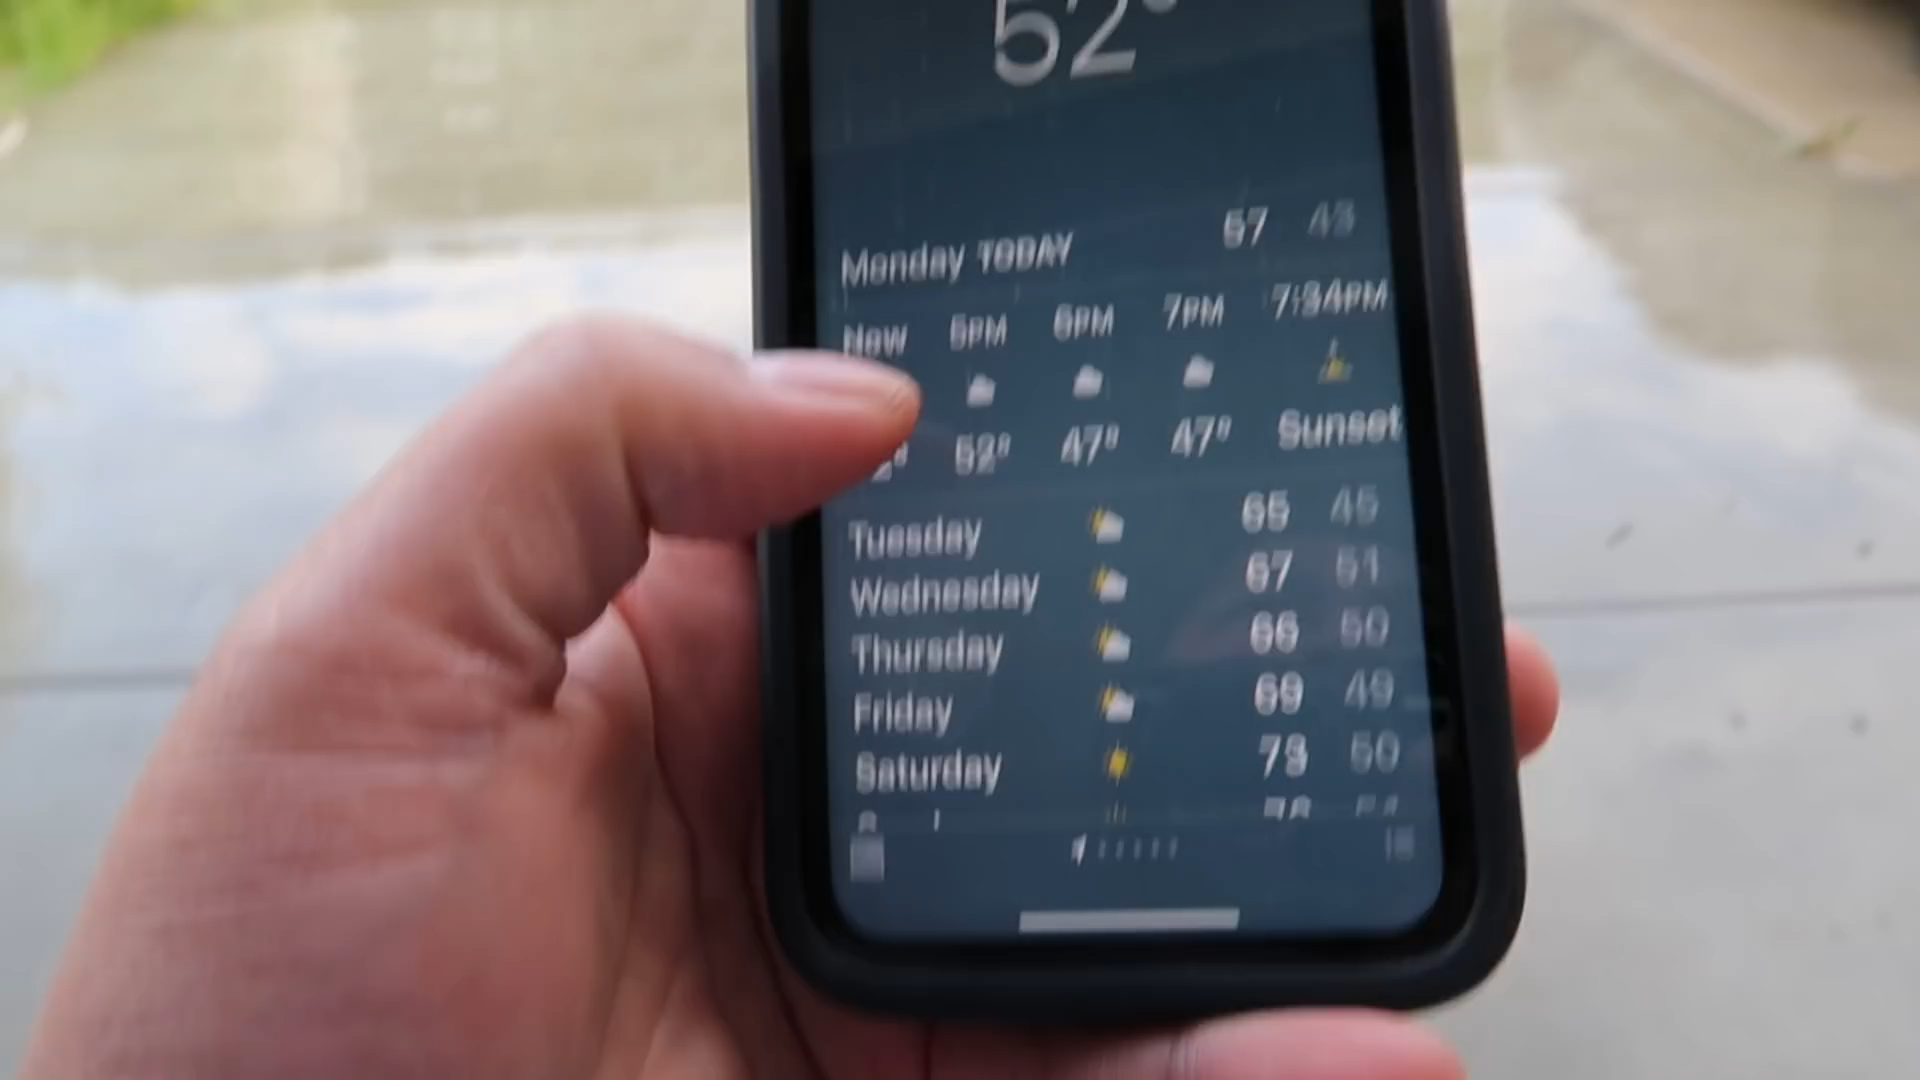 52°
Monday TODAY 57 43
Now 5PM 6PM 7PM 7:34PM
52° 47° 47° Sunset
Tuesday 65 45
Wednesday 67 51
Thursday 66 50
Friday 69 49
Saturday 73 50